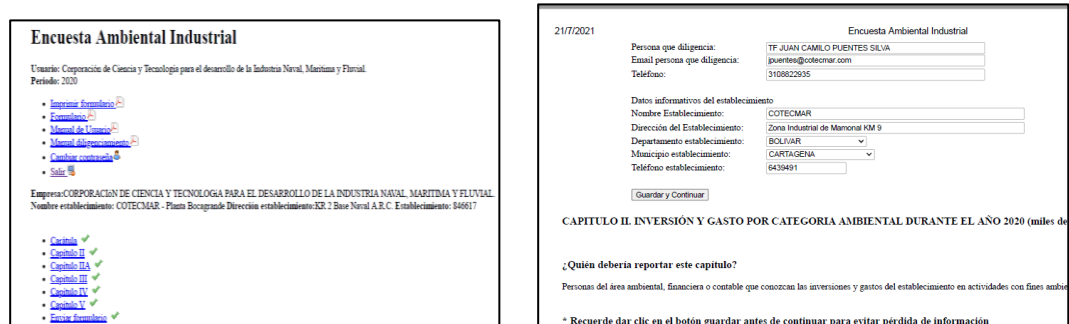 Encuesta Ambiental Industrial
Usuario: Corporación de Ciencia y Tecnologia para el desarrollo de la Industria Naval, Maritima y Fluvial.
Periodo: 2020
Imprimir formulario
Formulario
Manual de Usuario
Manual diligenciamiento
Cambiar contraseña
Salir
Empresa:CORPORACIoN DE CIENCIA Y TECNOLOGiA PARA EL DESARROLLO DE LA INDUSTRIA NAVAL, MARITIMA Y FLUVIAL
Nombre establecimiento: COTECMAR - Planta Bocagrande Dirección establecimiento:KR 2 Base Naval A.R.C. Establecimiento: 846617
Carátula
Capitulo II
Capitulo IIA
Capitulo III
Capitulo IV
Capitulo V
Enviar formulario
21/7/2021 Encuesta Ambiental Industrial
Persona que diligencia: TF JUAN CAMILO PUENTES SILVA
Email persona que diligencia: jpuentes@cotecmar.com
Teléfono: 3108822935
Datos informativos del establecimiento
Nombre Establecimiento: COTECMAR
Dirección del Establecimiento: Zona Industrial de Mamonal KM 9
Departamento establecimiento: BOLIVAR
Municipio establecimiento: CARTAGENA
Teléfono establecimiento: 6439491
Guardar y Continuar
CAPITULO II. INVERSIÓN Y GASTO POR CATEGORIA AMBIENTAL DURANTE EL AÑO 2020 (miles de
¿Quién debería reportar este capítulo?
Personas del área ambiental, financiera o contable que conozcan las inversiones y gastos del establecimiento en actividades con fines ambie
* Recuerde dar clic en el botón guardar antes de continuar para evitar pérdida de información